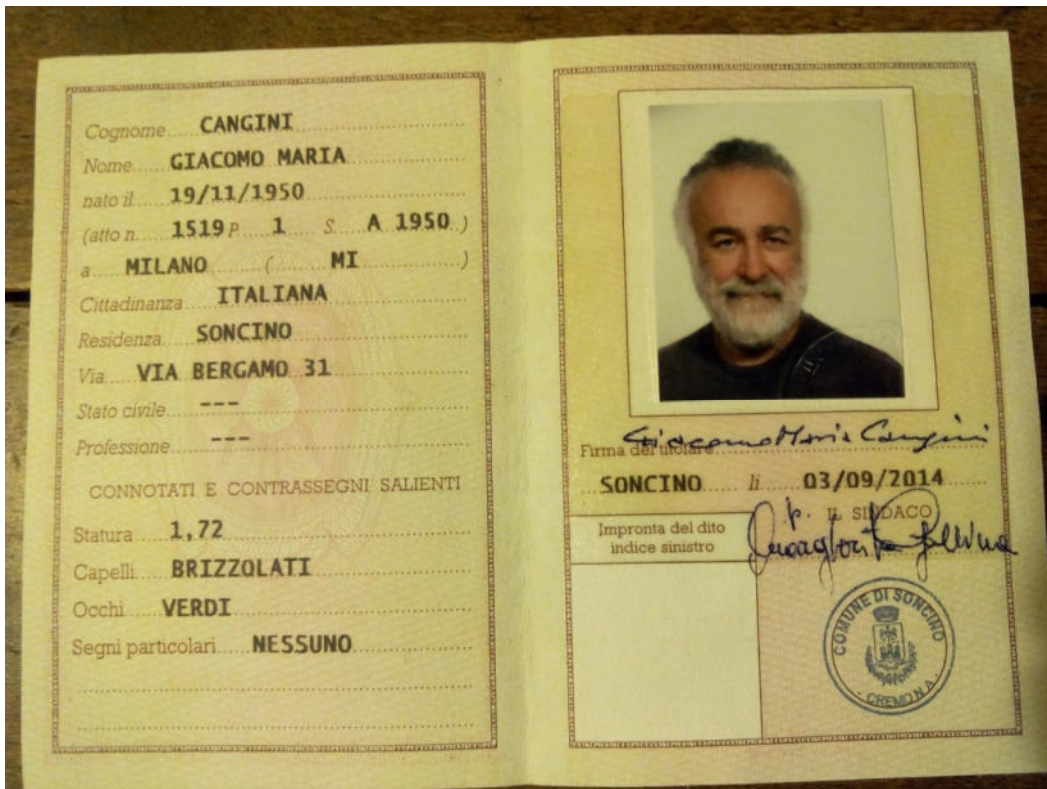 Cognome CANGINI
Nome GIACOMO MARIA
nato il 19/11/1950
(atto n. 1519 P. 1 S. A 1950)
a MILANO ( MI )
Cittadinanza ITALIANA
Residenza SONCINO
Via VIA BERGAMO 31
Stato civile ---
Professione ---
CONNOTATI E CONTRASSEGNI SALIENTI
Statura 1,72
Capelli BRIZZOLATI
Occhi VERDI
Segni particolari NESSUNO
Giacomo Maria Cangini
Firma del titolare
SONCINO li 03/09/2014
p. IL SINDACO
Impronta del dito
indice sinistro
COMUNE DI SONCINO
CREMONA